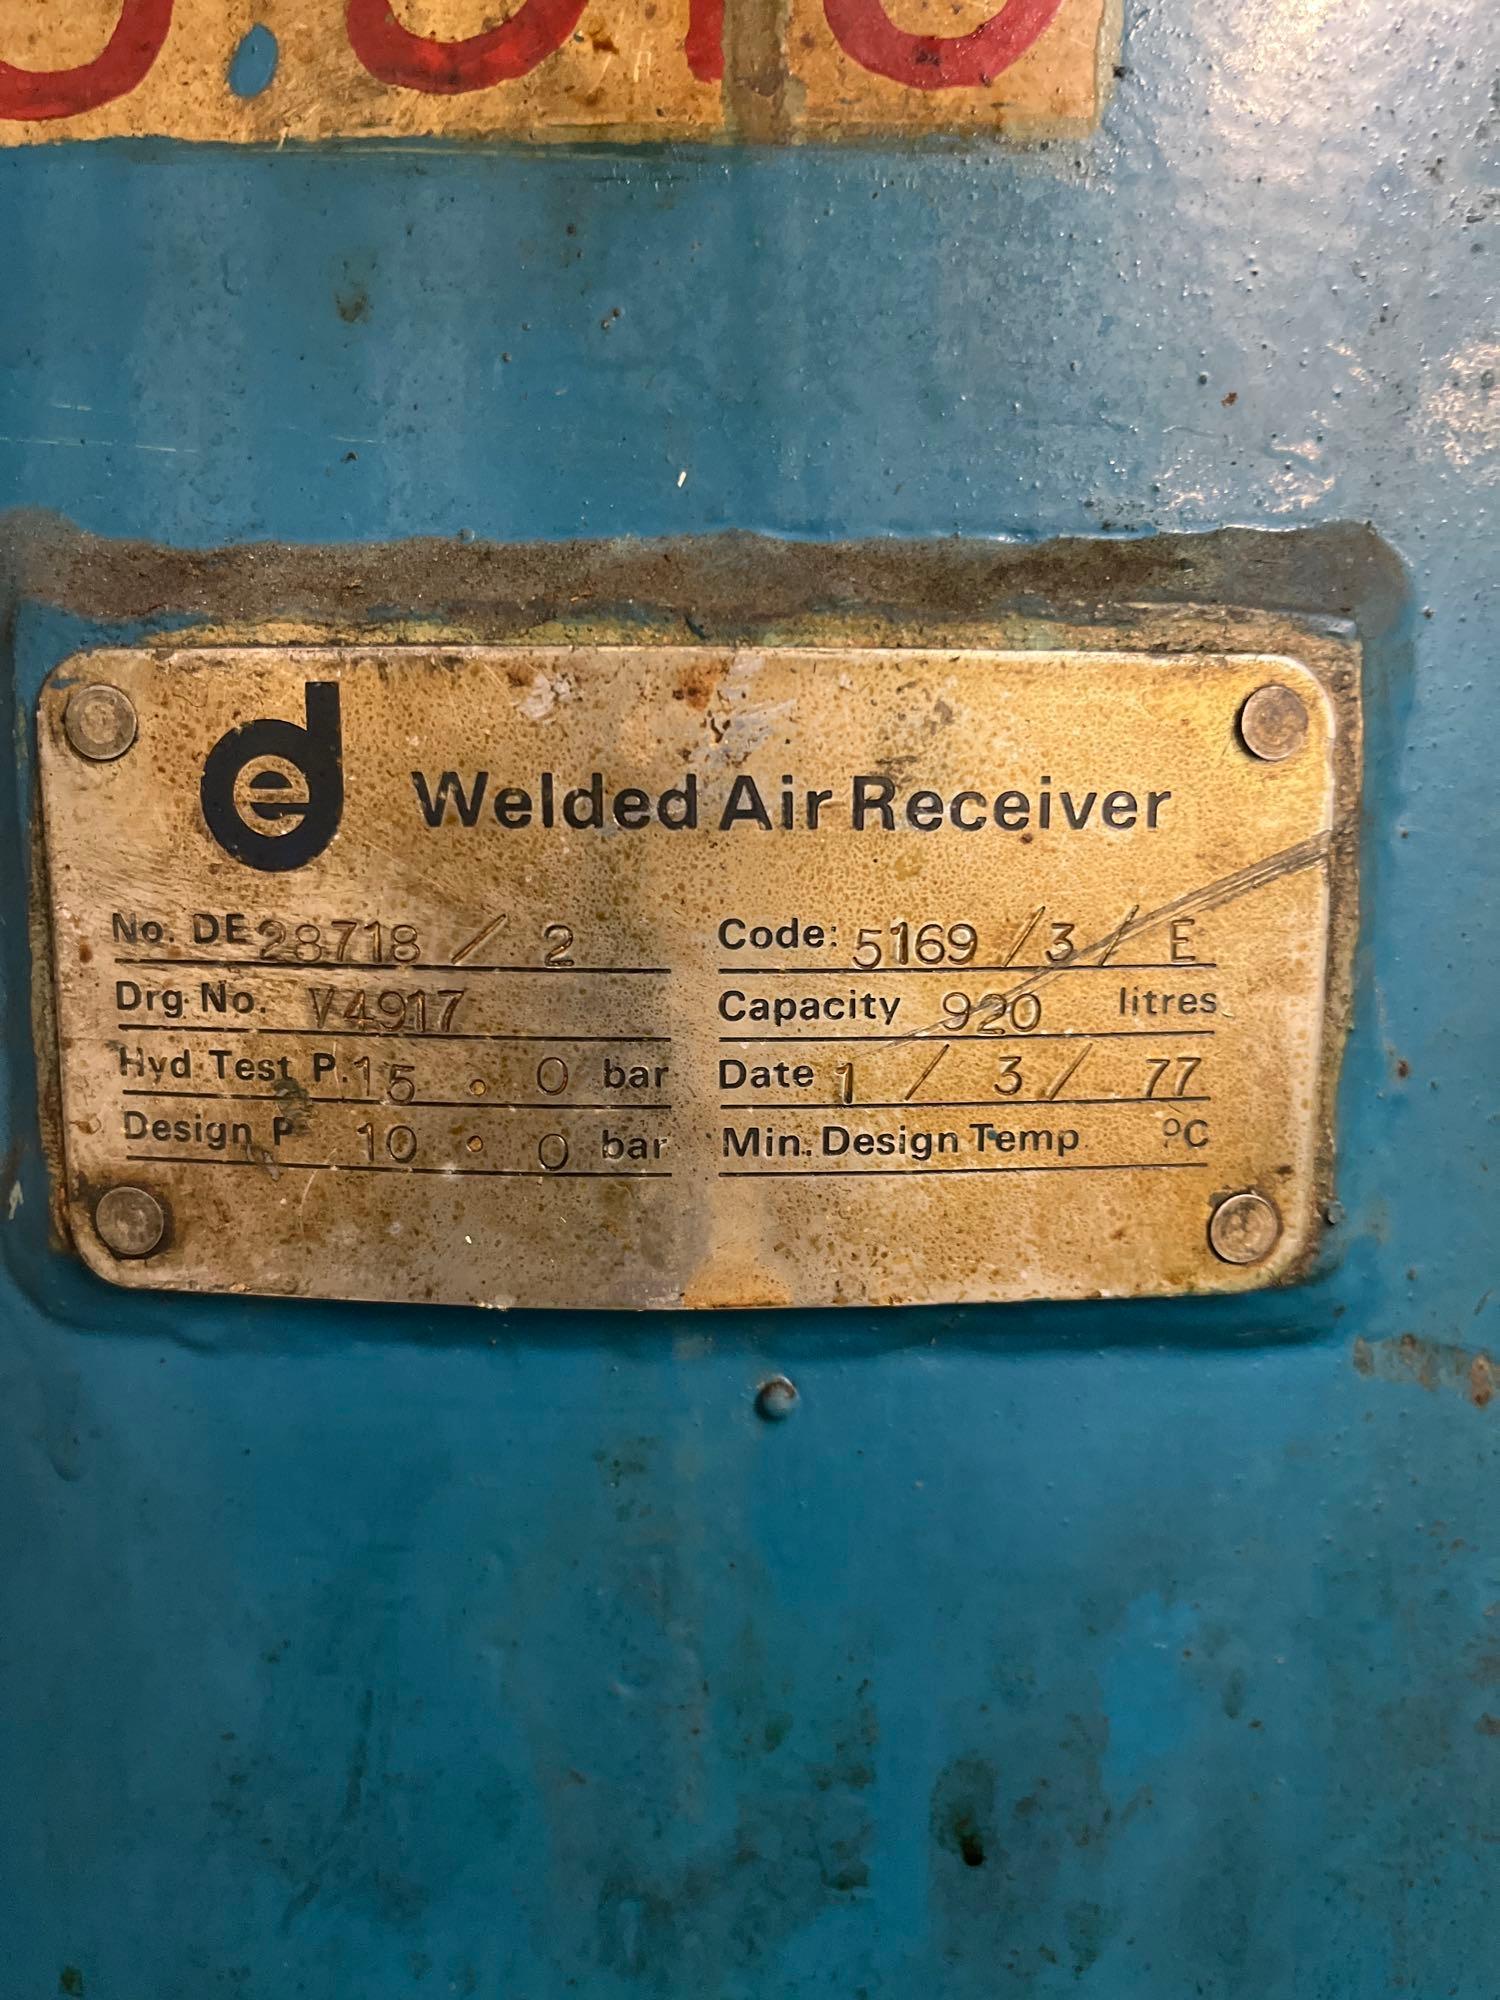 de Welded Air Receiver
No. DE 28718 / 2 Code: 5169 / 3 / E
Drg. No. V4917 Capacity 920 litres
Hyd. Test P. 15 . 0 bar Date 1 / 3 / 77
Design P 10 . 0 bar Min. Design Temp ºC